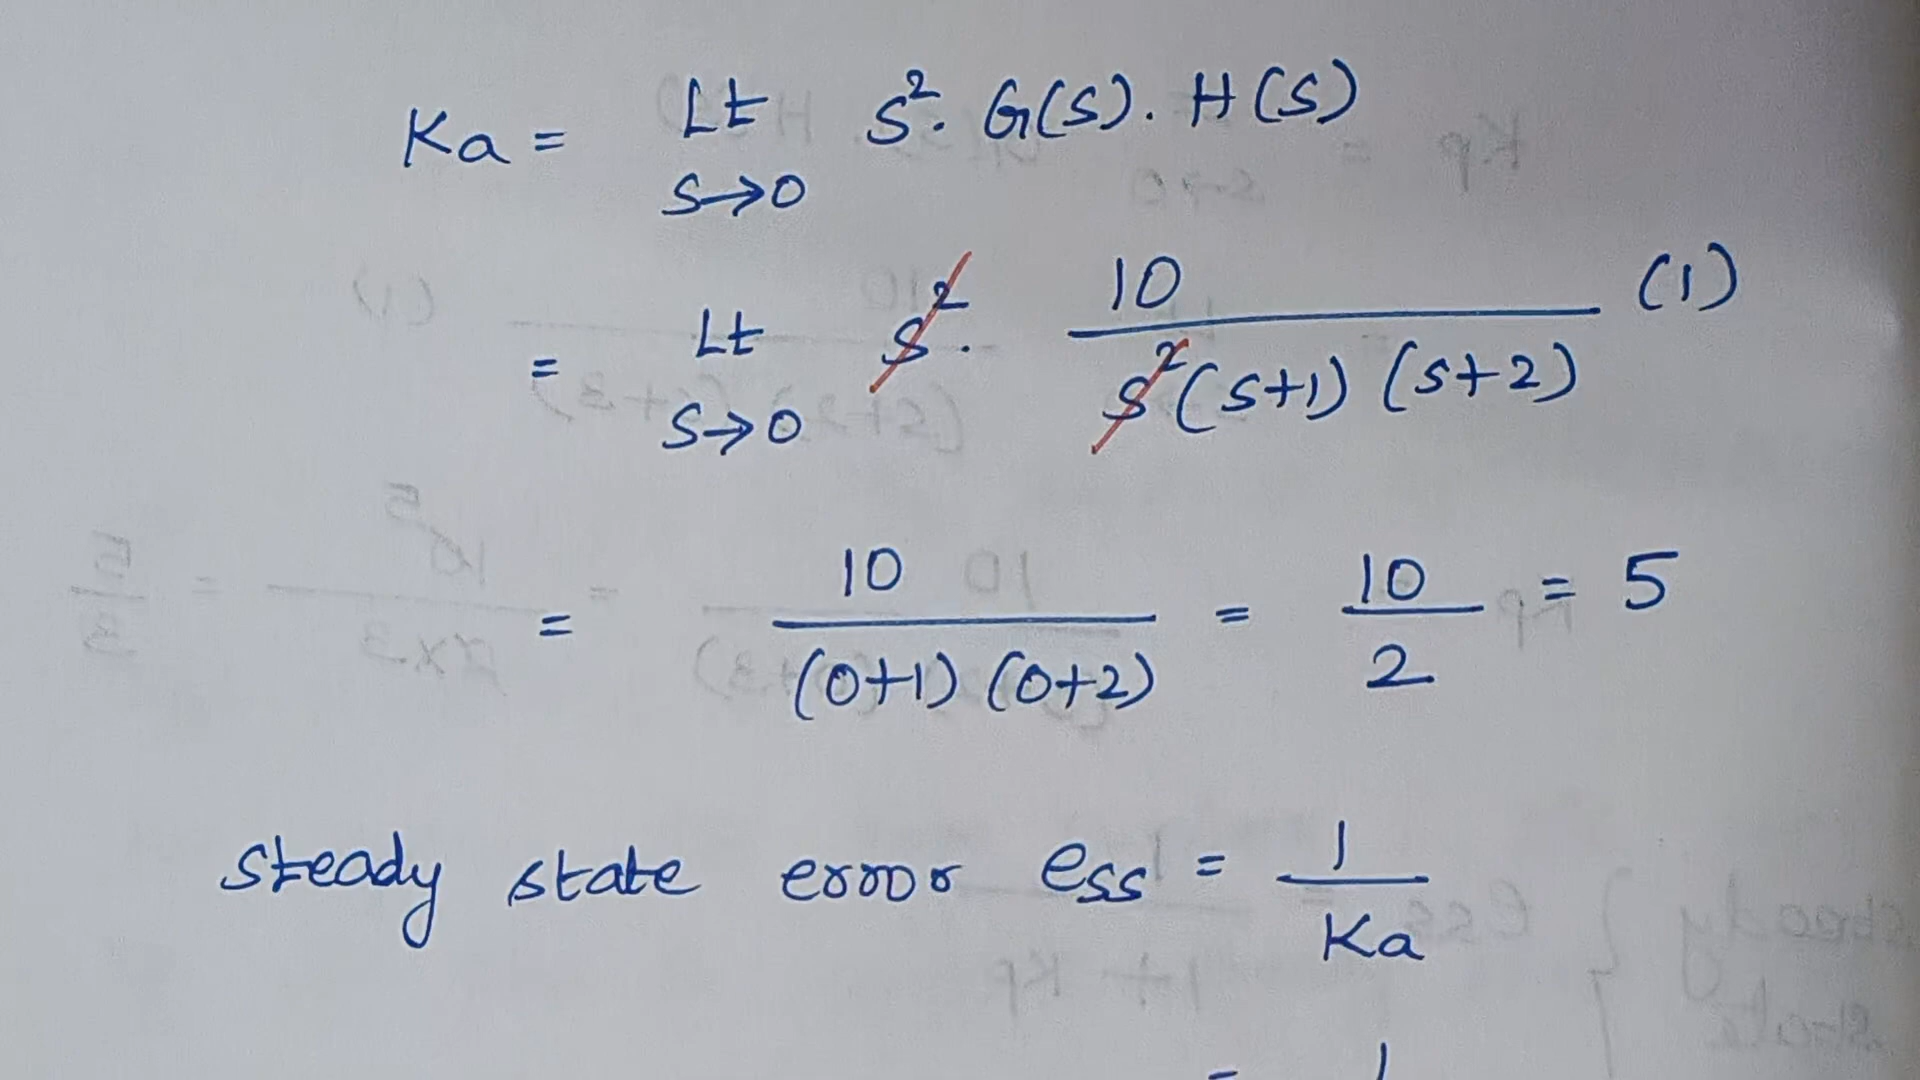 Ka = Lt s². G(s). H(s)
s→0
= Lt s². 10 (1)
s→0 s²(s+1) (s+2)
= 10 = 10 = 5
(0+1) (0+2) 2
steady state error ess = 1
Ka
= 1